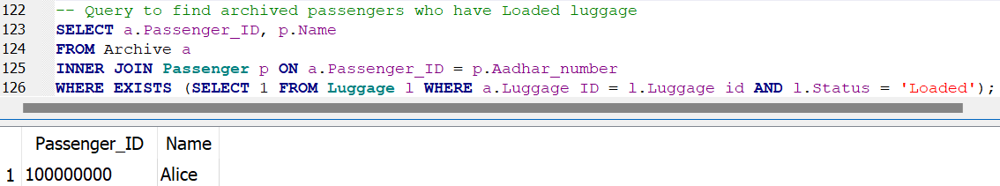 122 -- Query to find archived passengers who have Loaded luggage
123 SELECT a.Passenger_ID, p.Name
124 FROM Archive a
125 INNER JOIN Passenger p ON a.Passenger_ID = p.Aadhar_number
126 WHERE EXISTS (SELECT 1 FROM Luggage l WHERE a.Luggage_ID = l.Luggage_id AND l.Status = 'Loaded');
Passenger_ID Name
1 100000000 Alice